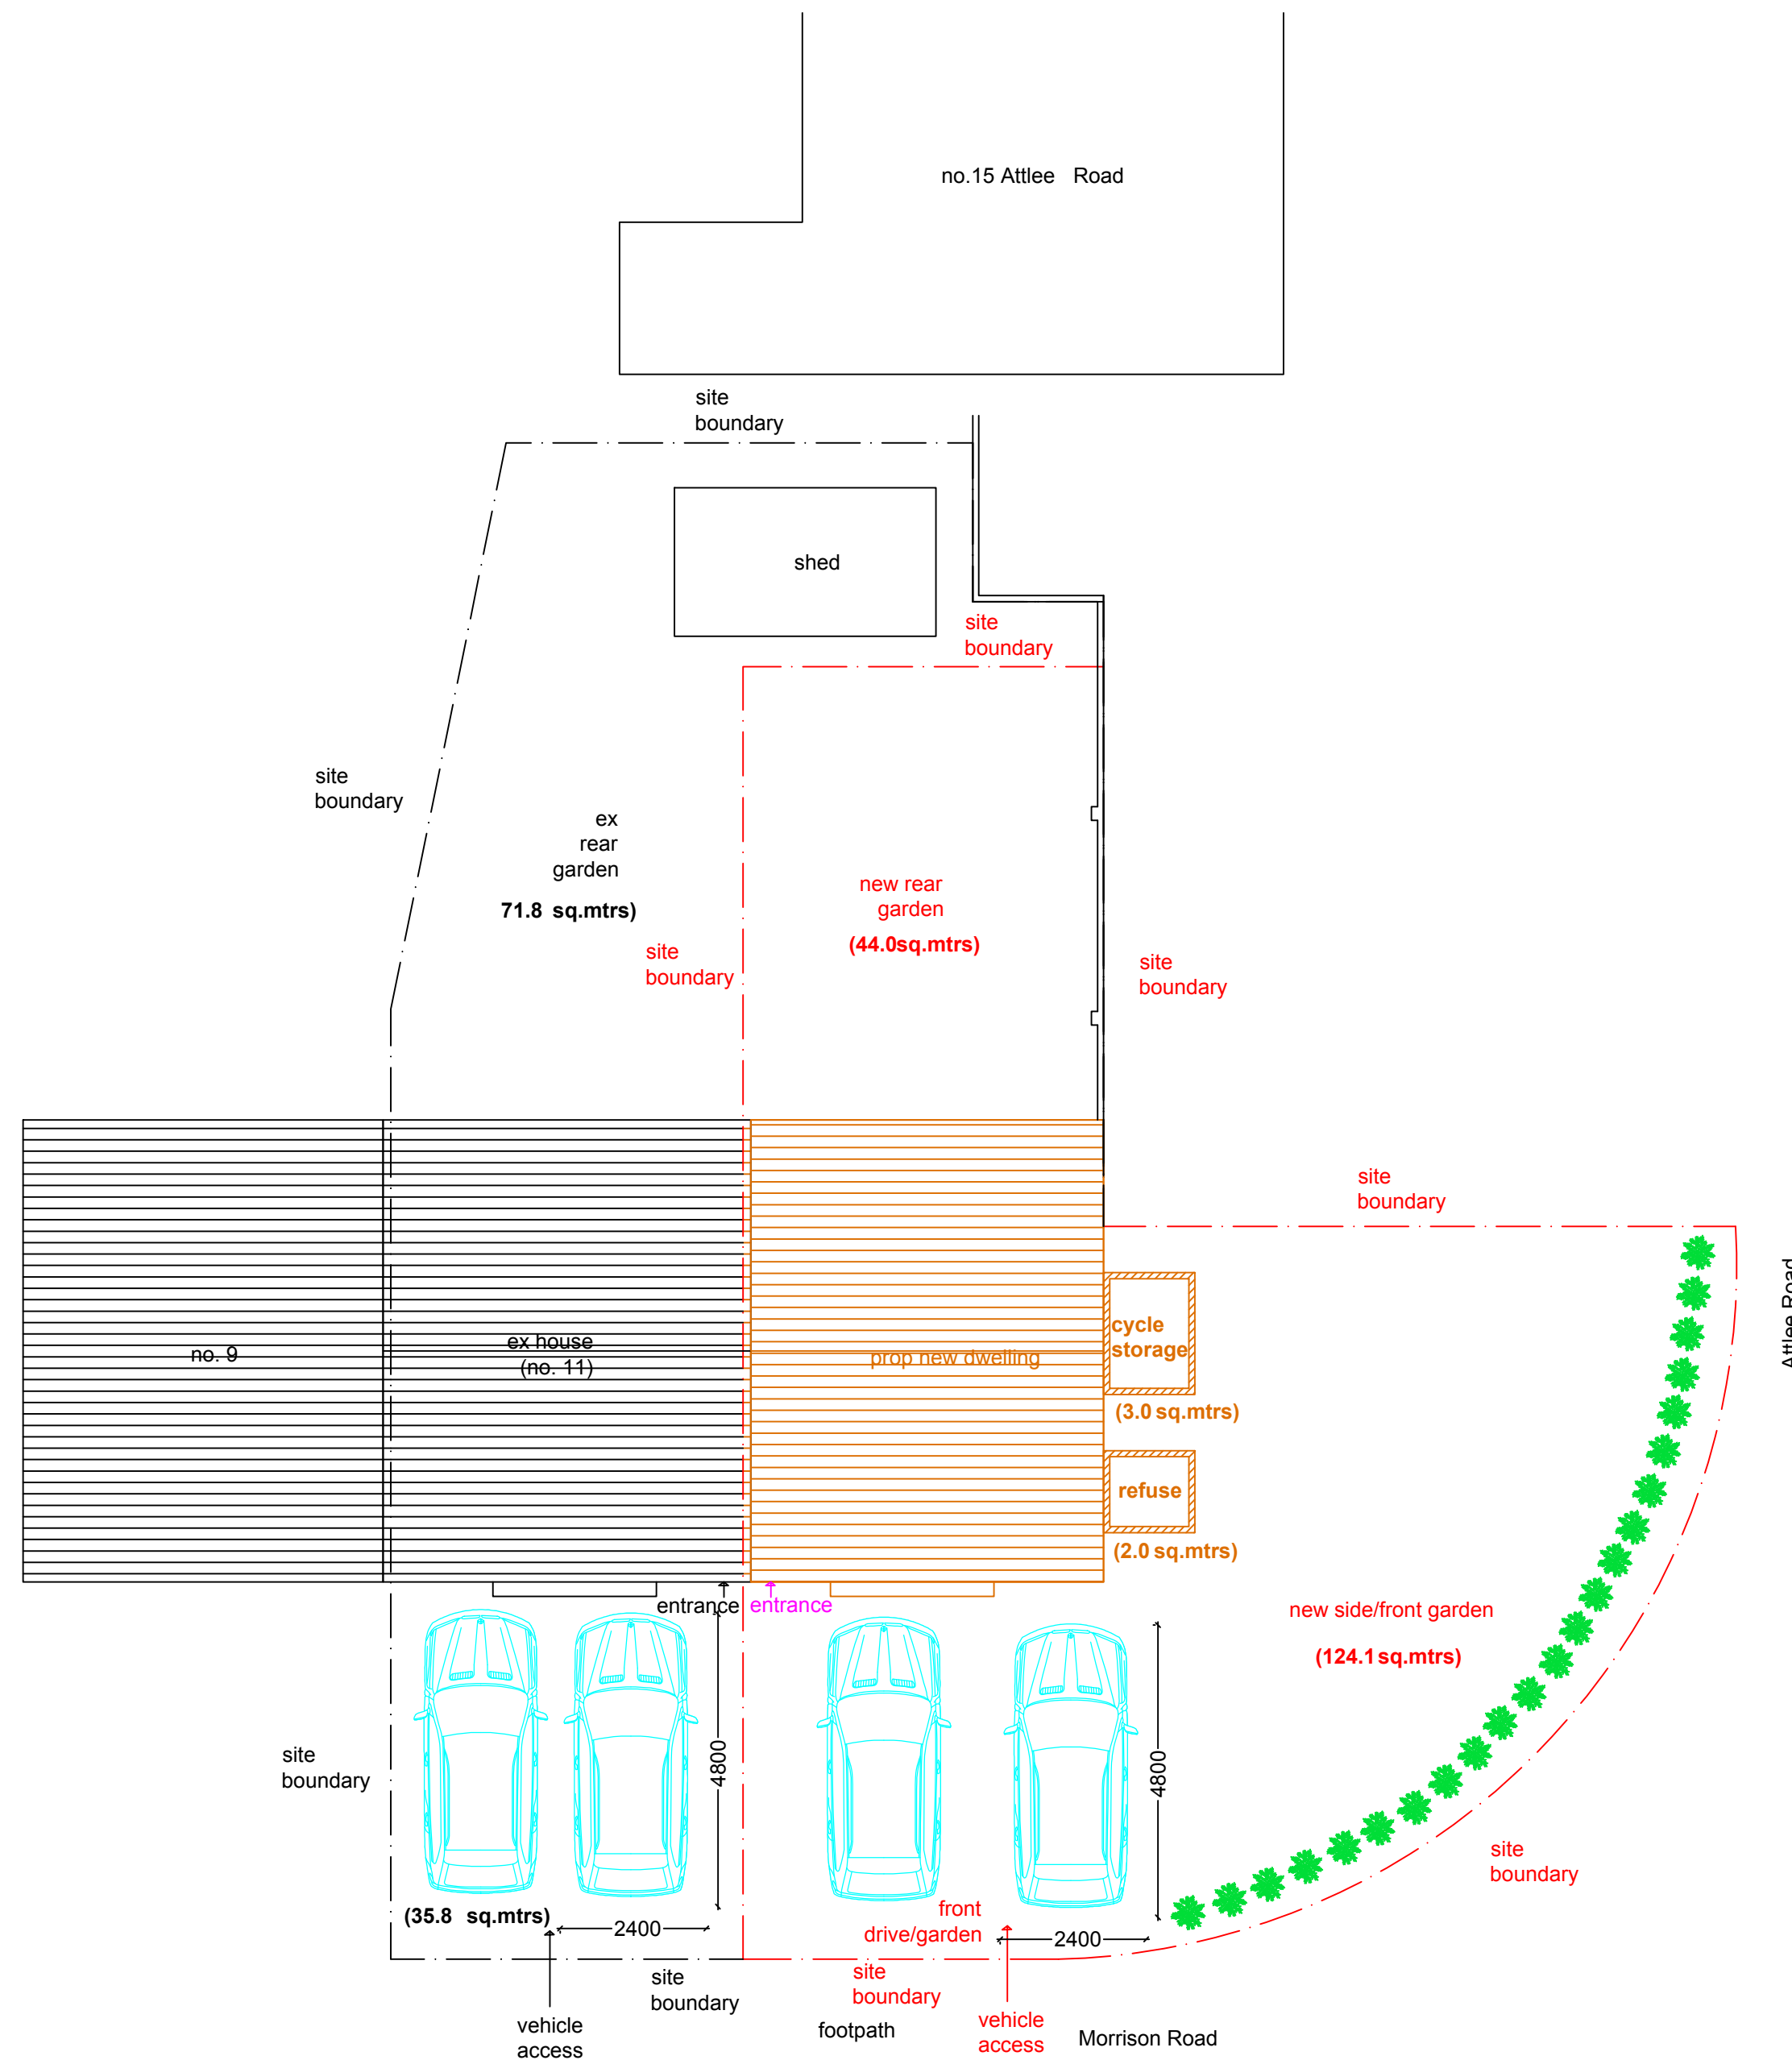 no.15 Attlee Road
site
boundary
shed
site
boundary
site
boundary
ex
rear
garden
71.8 sq.mtrs)
new rear
garden
(44.0sq.mtrs)
site
boundary
site
boundary
site
boundary
Attlee Road
no. 9
ex house
(no. 11)
prop new dwelling
cycle
storage
(3.0 sq.mtrs)
refuse
(2.0 sq.mtrs)
entrance
entrance
new side/front garden
(124.1 sq.mtrs)
site
boundary
4800
4800
site
boundary
(35.8 sq.mtrs)
2400
front
drive/garden
2400
site
boundary
site
boundary
vehicle
access
footpath
vehicle
access
Morrison Road